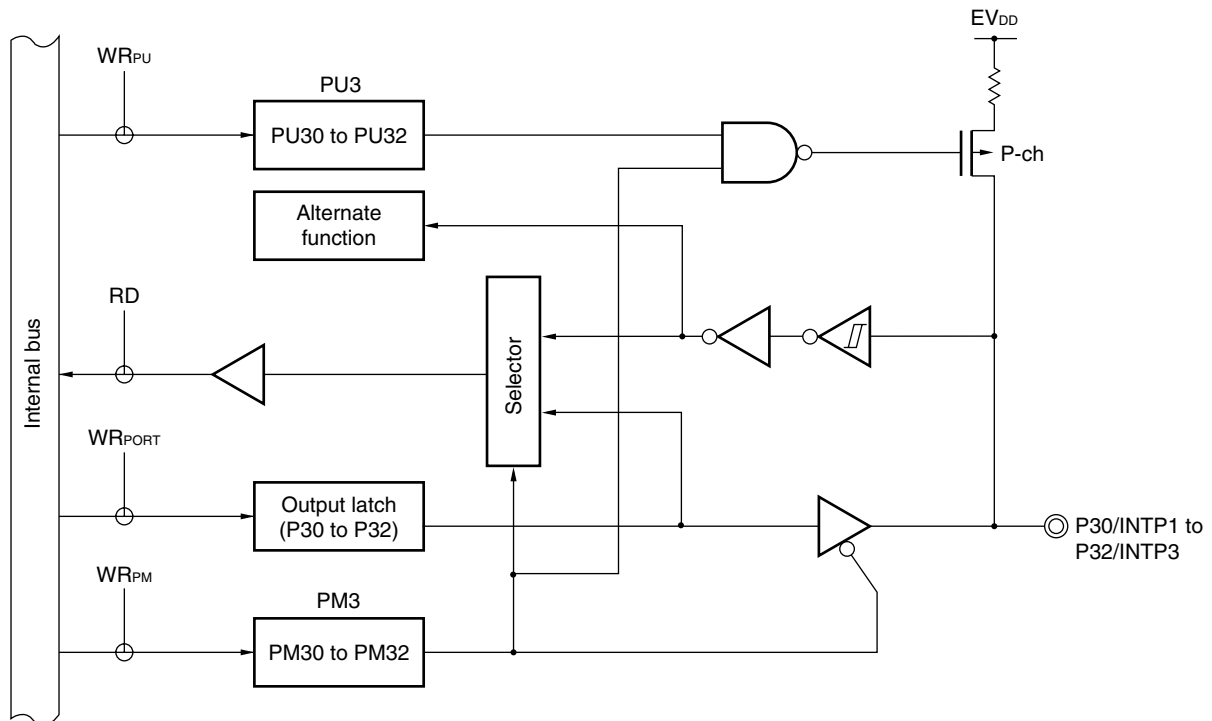 EVDD
WRPU
PU3
PU30 to PU32
P-ch
Alternate
function
RD
Internal bus
Selector
WRPORT
Output latch
(P30 to P32)
P30/INTP1 to
P32/INTP3
WRPM
PM3
PM30 to PM32